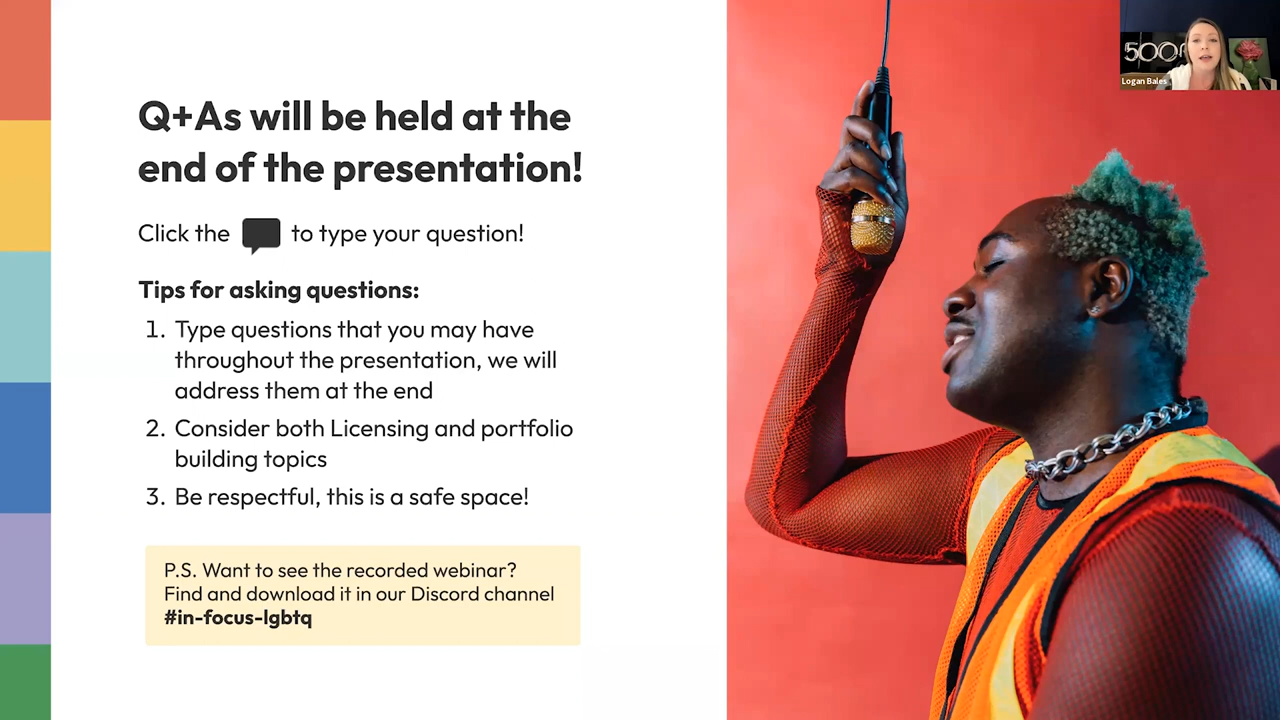 Q+As will be held at the
end of the presentation!
Click the to type your question!
Tips for asking questions:
1. Type questions that you may have
throughout the presentation, we will
address them at the end
2. Consider both Licensing and portfolio
building topics
3. Be respectful, this is a safe space!
P.S. Want to see the recorded webinar?
Find and download it in our Discord channel
#in-focus-lgbtq
500
Logan Bales